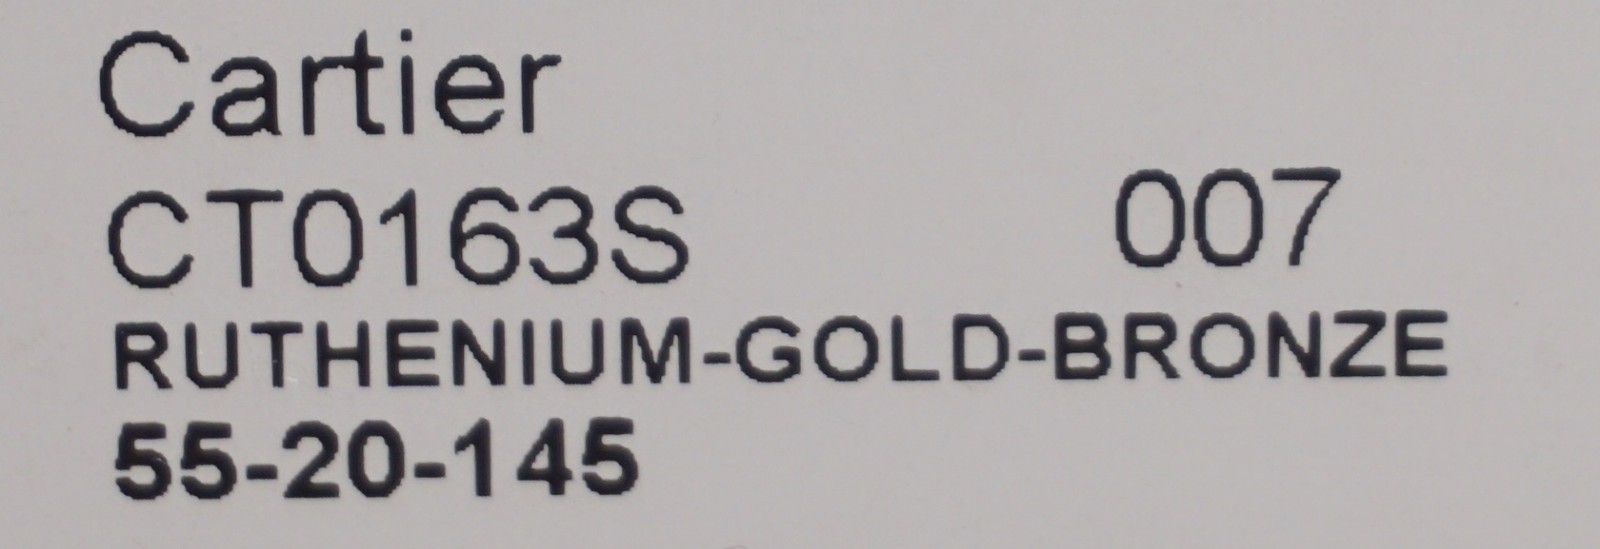 Cartier
CT0163S 007
RUTHENIUM-GOLD-BRONZE
55-20-145